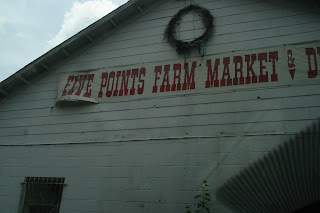 FIVE POINTS FARM MARKET & D